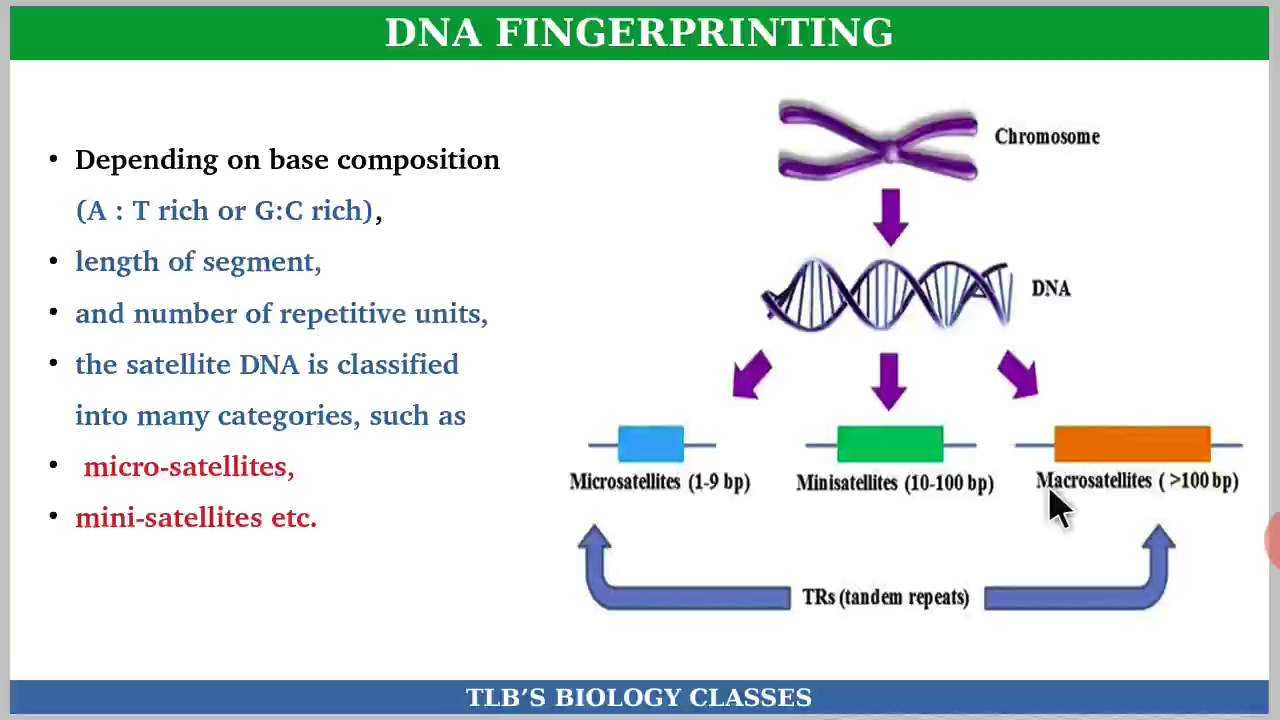 DNA FINGERPRINTING
• Depending on base composition
(A : T rich or G:C rich),
• length of segment,
• and number of repetitive units,
• the satellite DNA is classified
into many categories, such as
• micro-satellites,
• mini-satellites etc.
Chromosome
DNA
Microsatellites (1-9 bp)
Minisatellites (10-100 bp)
Macrosatellites ( >100 bp)
TRs (tandem repeats)
TLB’S BIOLOGY CLASSES